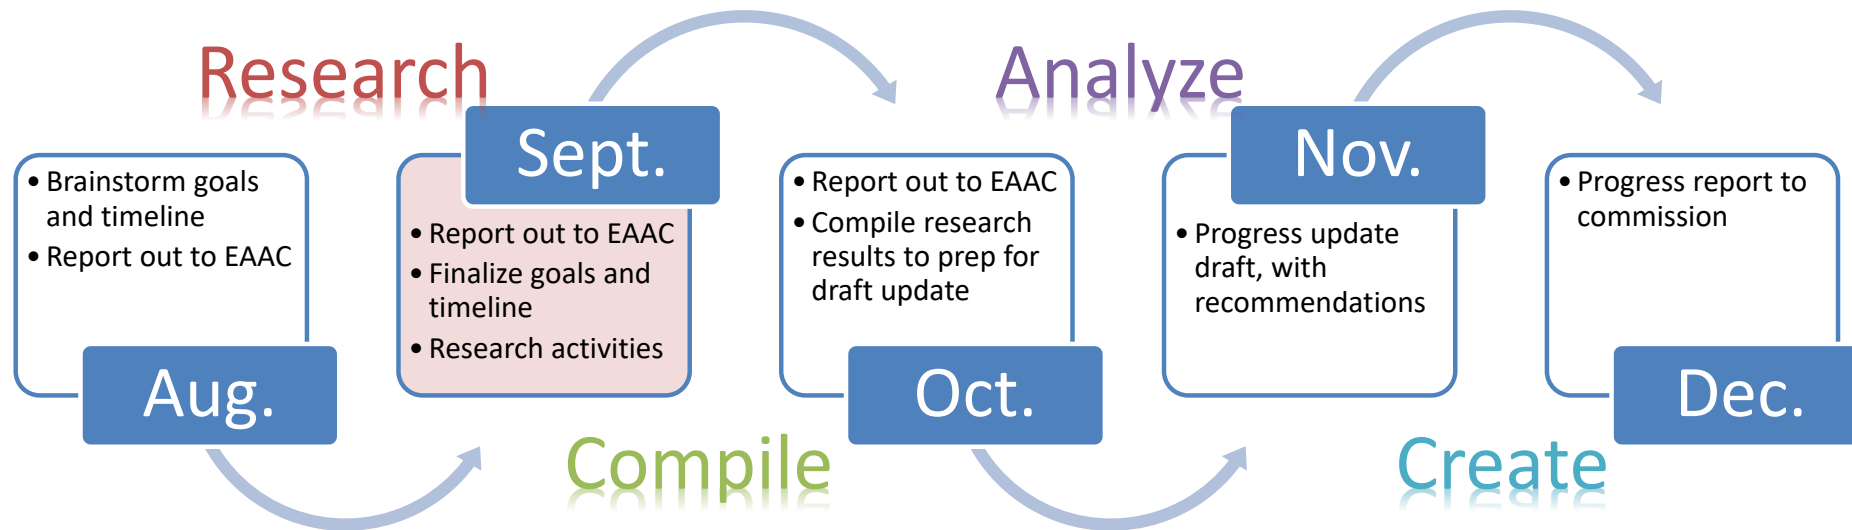 Research
Analyze
• Brainstorm goals
and timeline
• Report out to EAAC
Aug.
Sept.
• Report out to EAAC
• Finalize goals and
timeline
• Research activities
Compile
• Report out to EAAC
• Compile research
results to prep for
draft update
Oct.
Nov.
• Progress update
draft, with
recommendations
Create
• Progress report to
commission
Dec.